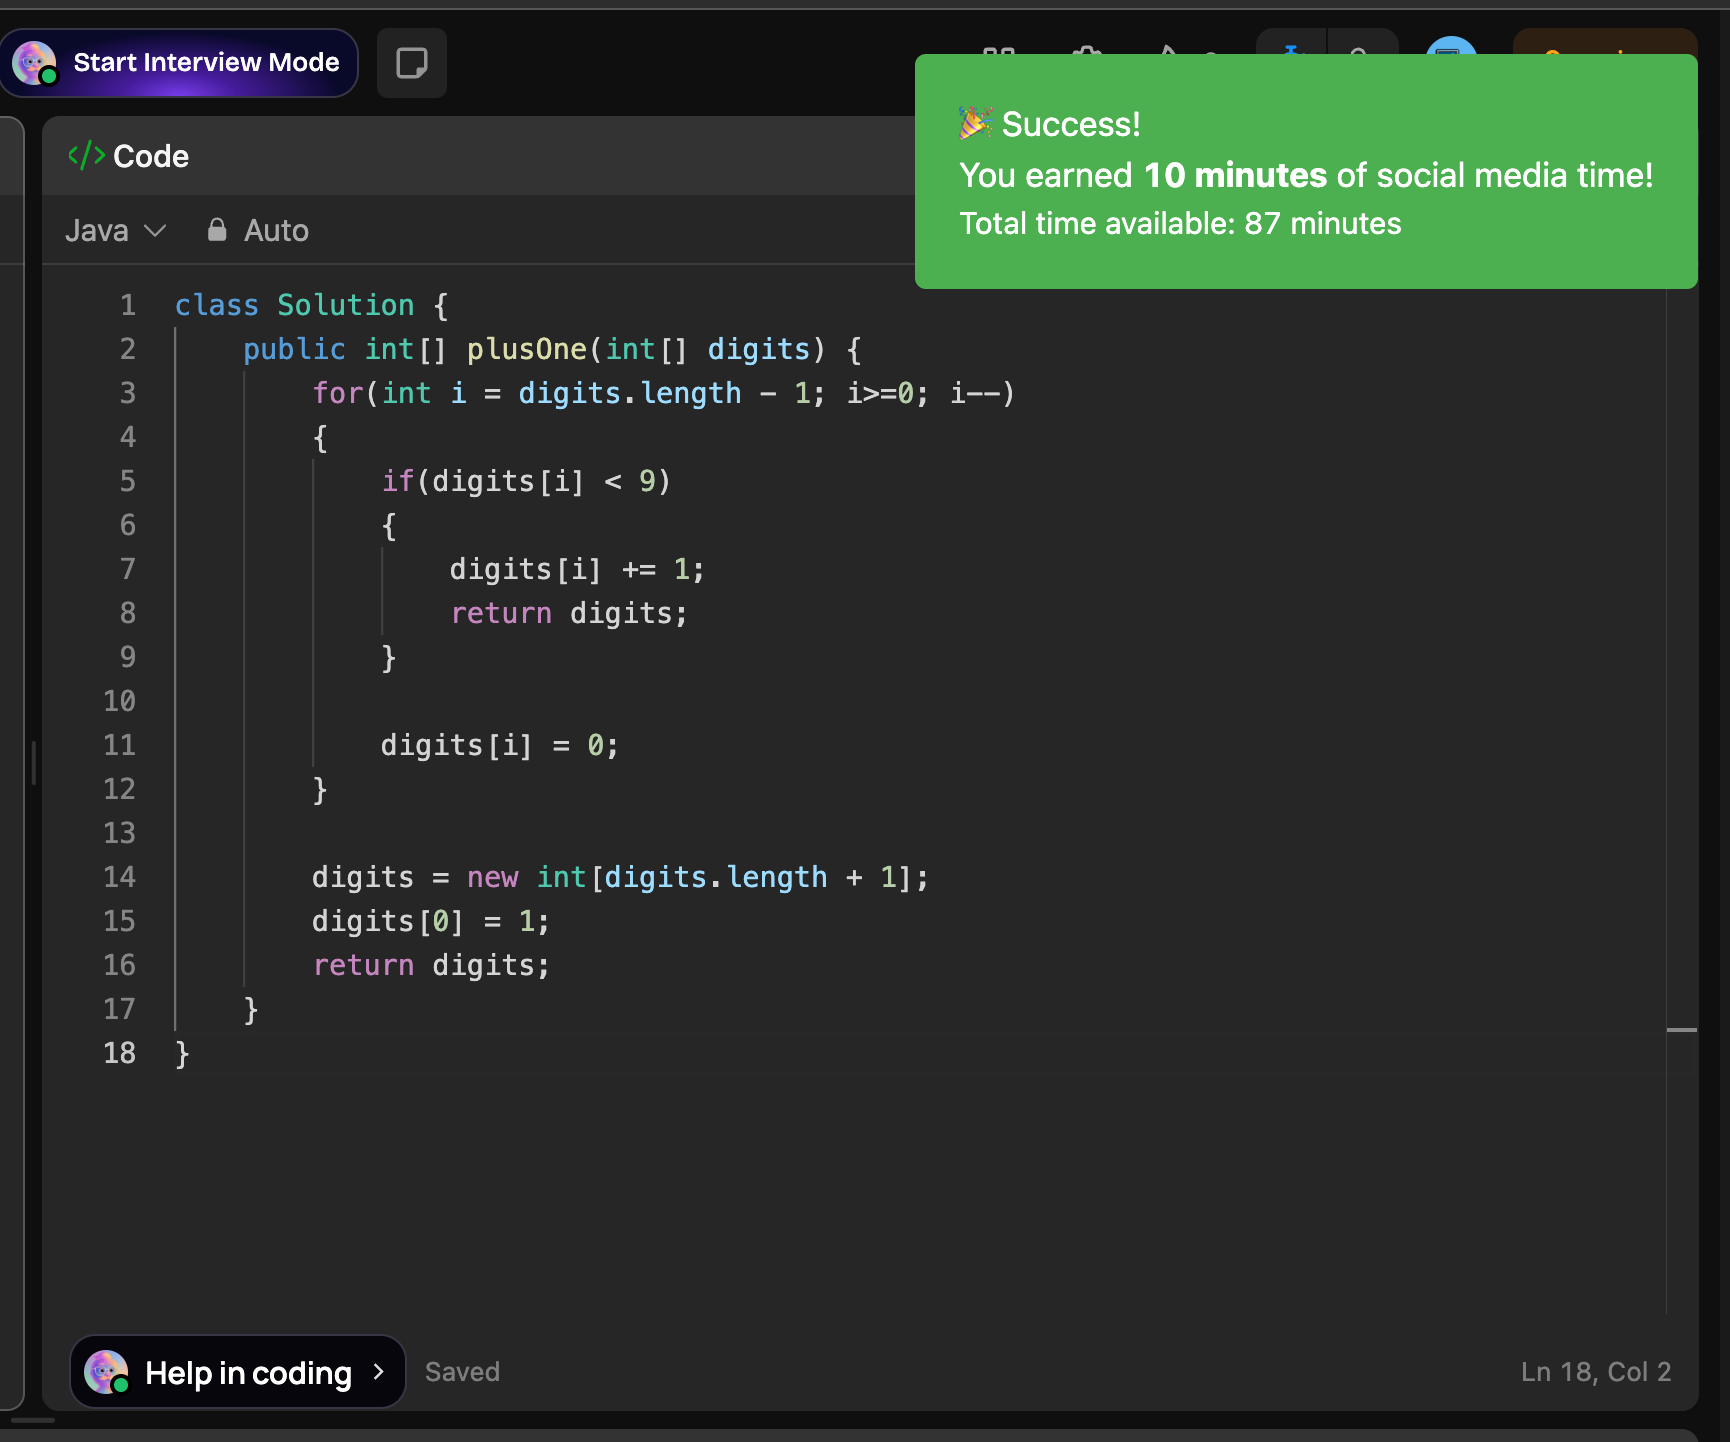 Start Interview Mode
🎉 Success!
You earned 10 minutes of social media time!
Total time available: 87 minutes
</> Code
Java Auto
1 class Solution {
2     public int[] plusOne(int[] digits) {
3         for(int i = digits.length - 1; i>=0; i--)
4         {
5             if(digits[i] < 9)
6             {
7                 digits[i] += 1;
8                 return digits;
9             }
10
11             digits[i] = 0;
12         }
13
14         digits = new int[digits.length + 1];
15         digits[0] = 1;
16         return digits;
17     }
18 }
Help in coding > Saved Ln 18, Col 2